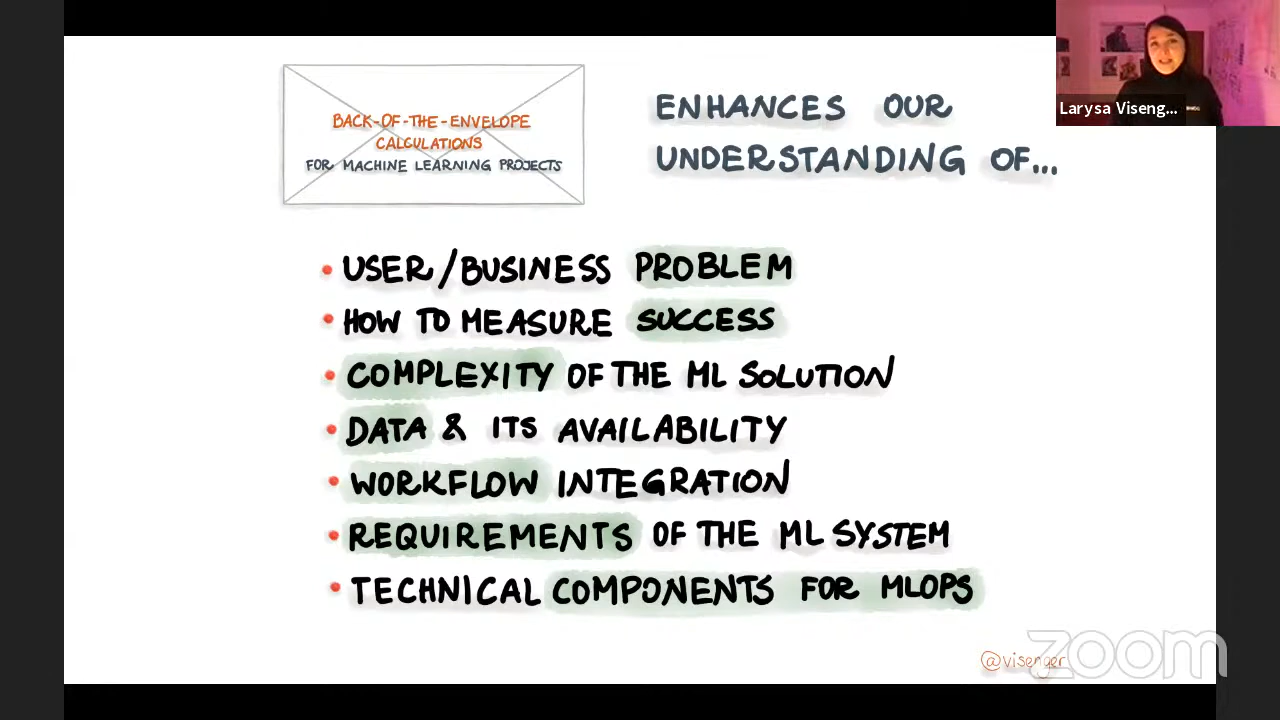 BACK-OF-THE-ENVELOPE
CALCULATIONS
FOR MACHINE LEARNING PROJECTS
ENHANCES OUR
UNDERSTANDING OF...
Larysa Viseng...
• USER/BUSINESS PROBLEM
• HOW TO MEASURE SUCCESS
• COMPLEXITY OF THE ML SOLUTION
• DATA & ITS AVAILABILITY
• WORKFLOW INTEGRATION
• REQUIREMENTS OF THE ML SYSTEM
• TECHNICAL COMPONENTS FOR MLOPS
@visenger
zoom